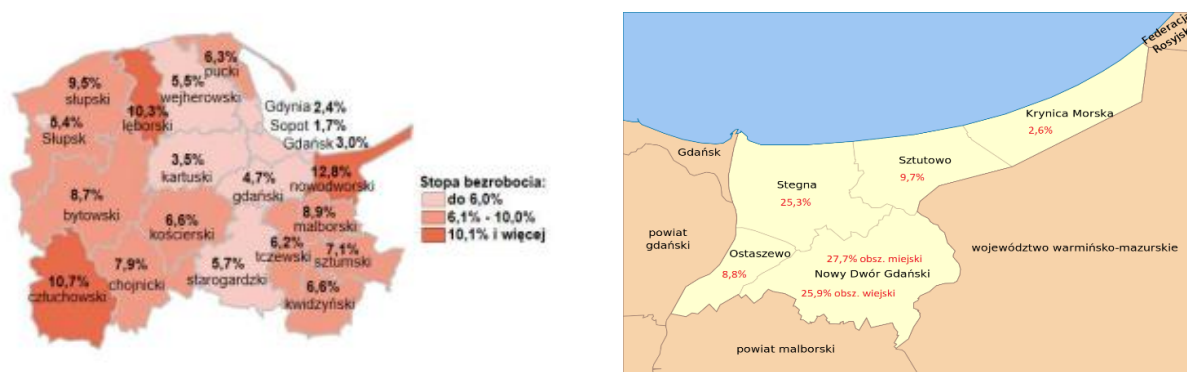 6,3%
pucki
9,5%
słupski
5,5%
wejherowski
10,3%
lęborski
5,4%
Słupsk
Gdynia 2,4%
Sopot 1,7%
Gdańsk 3,0%
3,5%
kartuski
4,7%
gdański
12,8%
nowodworski
8,7%
bytowski
6,6%
kościerski
8,9%
malborski
6,2%
tczewski
7,1%
sztumski
5,7%
starogardzki
7,9%
chojnicki
10,7%
człuchowski
6,6%
kwidzyński
Stopa bezrobocia:
do 6,0%
6,1% - 10,0%
10,1% i więcej
Federacja
Rosyjska
Krynica Morska
2,6%
Gdańsk
Sztutowo
9,7%
Stegna
25,3%
powiat
gdański
Ostaszewo
8,8%
27,7% obsz. miejski
Nowy Dwór Gdański
25,9% obsz. wiejski
województwo warmińsko-mazurskie
powiat malborski